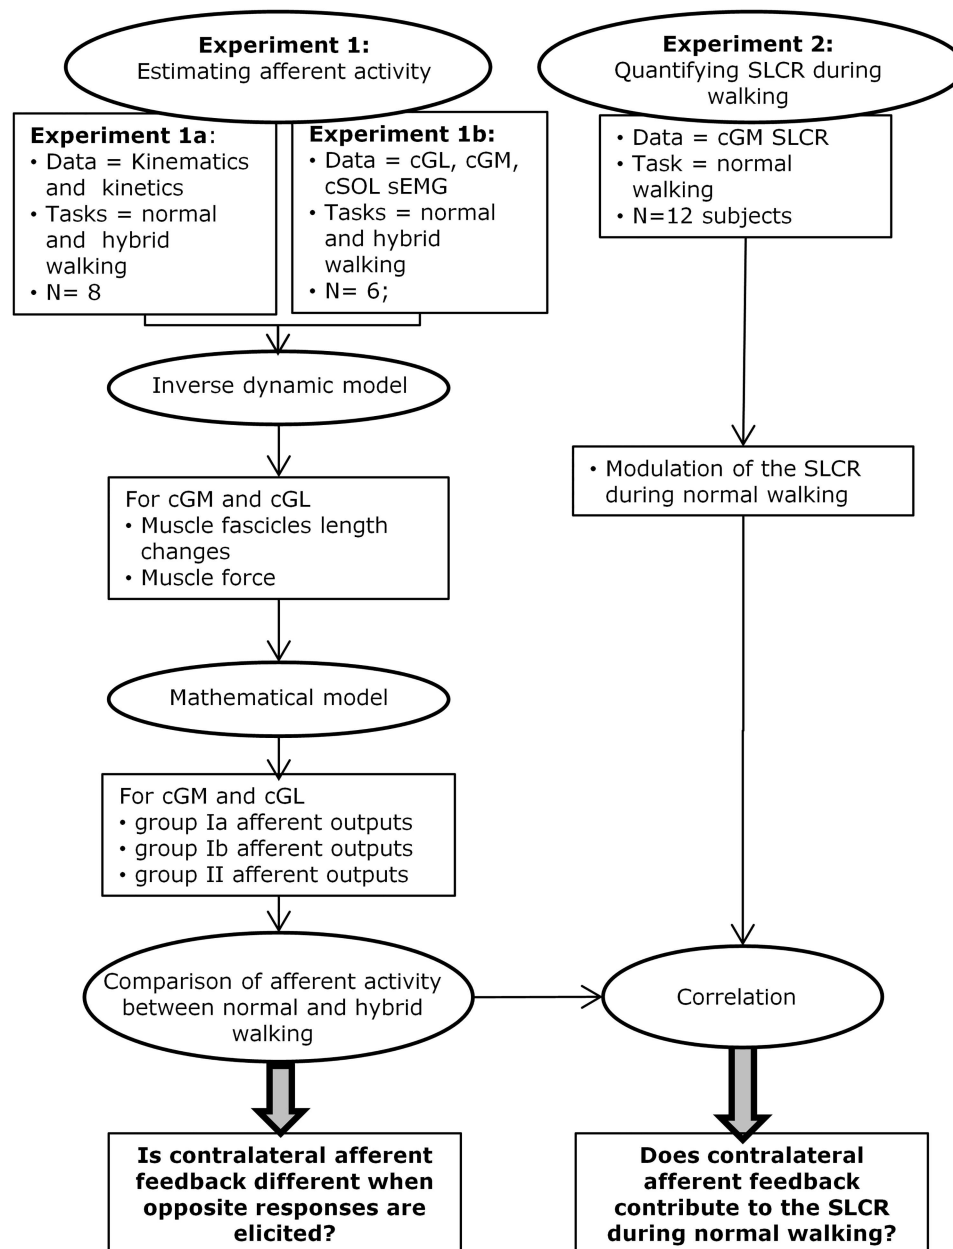 Experiment 1:
Estimating afferent activity
Experiment 1a:
• Data = Kinematics
and kinetics
• Tasks = normal
and hybrid
walking
• N= 8
Experiment 1b:
• Data = cGL, cGM,
cSOL sEMG
• Tasks = normal
and hybrid
walking
• N= 6;
Inverse dynamic model
For cGM and cGL
• Muscle fascicles length
changes
• Muscle force
Mathematical model
For cGM and cGL
• group Ia afferent outputs
• group Ib afferent outputs
• group II afferent outputs
Comparison of afferent activity
between normal and hybrid
walking
Is contralateral afferent
feedback different when
opposite responses are
elicited?
Experiment 2:
Quantifying SLCR during
walking
• Data = cGM SLCR
• Task = normal
walking
• N=12 subjects
• Modulation of the SLCR
during normal walking
Correlation
Does contralateral
afferent feedback
contribute to the SLCR
during normal walking?